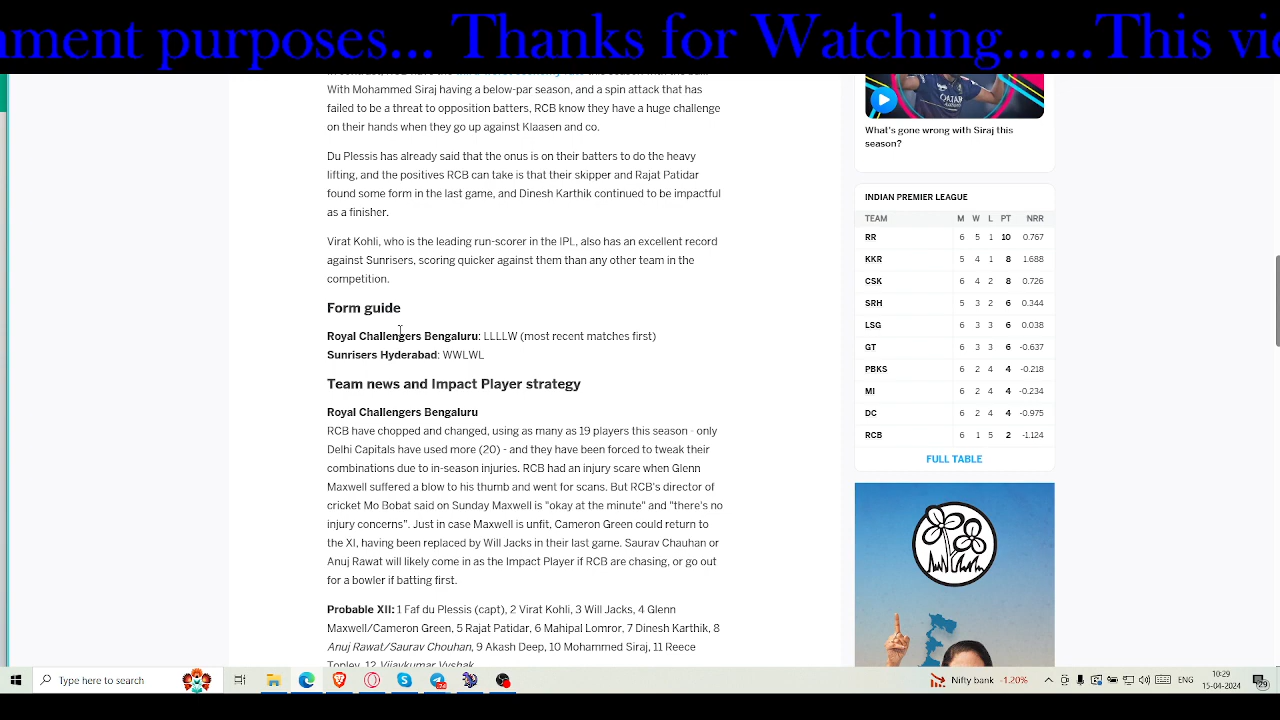 nment purposes... Thanks for Watching......This vi
With Mohammed Siraj having a below-par season, and a spin attack that has
failed to be a threat to opposition batters, RCB know they have a huge challenge
on their hands when they go up against Klaasen and co.
Du Plessis has already said that the onus is on their batters to do the heavy
lifting, and the positives RCB can take is that their skipper and Rajat Patidar
found some form in the last game, and Dinesh Karthik continued to be impactful
as a finisher.
Virat Kohli, who is the leading run-scorer in the IPL, also has an excellent record
against Sunrisers, scoring quicker against them than any other team in the
competition.
Form guide
Royal Challengers Bengaluru: LLLLW (most recent matches first)
Sunrisers Hyderabad: WWLWL
Team news and Impact Player strategy
Royal Challengers Bengaluru
RCB have chopped and changed, using as many as 19 players this season - only
Delhi Capitals have used more (20) - and they have been forced to tweak their
combinations due to in-season injuries. RCB had an injury scare when Glenn
Maxwell suffered a blow to his thumb and went for scans. But RCB's director of
cricket Mo Bobat said on Sunday Maxwell is "okay at the minute" and "there's no
injury concerns". Just in case Maxwell is unfit, Cameron Green could return to
the XI, having been replaced by Will Jacks in their last game. Saurav Chauhan or
Anuj Rawat will likely come in as the Impact Player if RCB are chasing, or go out
for a bowler if batting first.
Probable XII: 1 Faf du Plessis (capt), 2 Virat Kohli, 3 Will Jacks, 4 Glenn
Maxwell/Cameron Green, 5 Rajat Patidar, 6 Mahipal Lomror, 7 Dinesh Karthik, 8
Anuj Rawat/Saurav Chouhan, 9 Akash Deep, 10 Mohammed Siraj, 11 Reece
Topley, 12 Vijaykumar Vyshak
QATAR
What's gone wrong with Siraj this
season?
INDIAN PREMIER LEAGUE
TEAM M W L PT NRR
RR 6 5 1 10 0.767
KKR 5 4 1 8 1.688
CSK 6 4 2 8 0.726
SRH 5 3 2 6 0.344
LSG 6 3 3 6 0.038
GT 6 3 3 6 -0.637
PBKS 6 2 4 4 -0.218
MI 6 2 4 4 -0.234
DC 6 2 4 4 -0.975
RCB 6 1 5 2 -1.124
FULL TABLE
Type here to search
Nifty bank -1.20%
ENG
10:29
15-04-2024